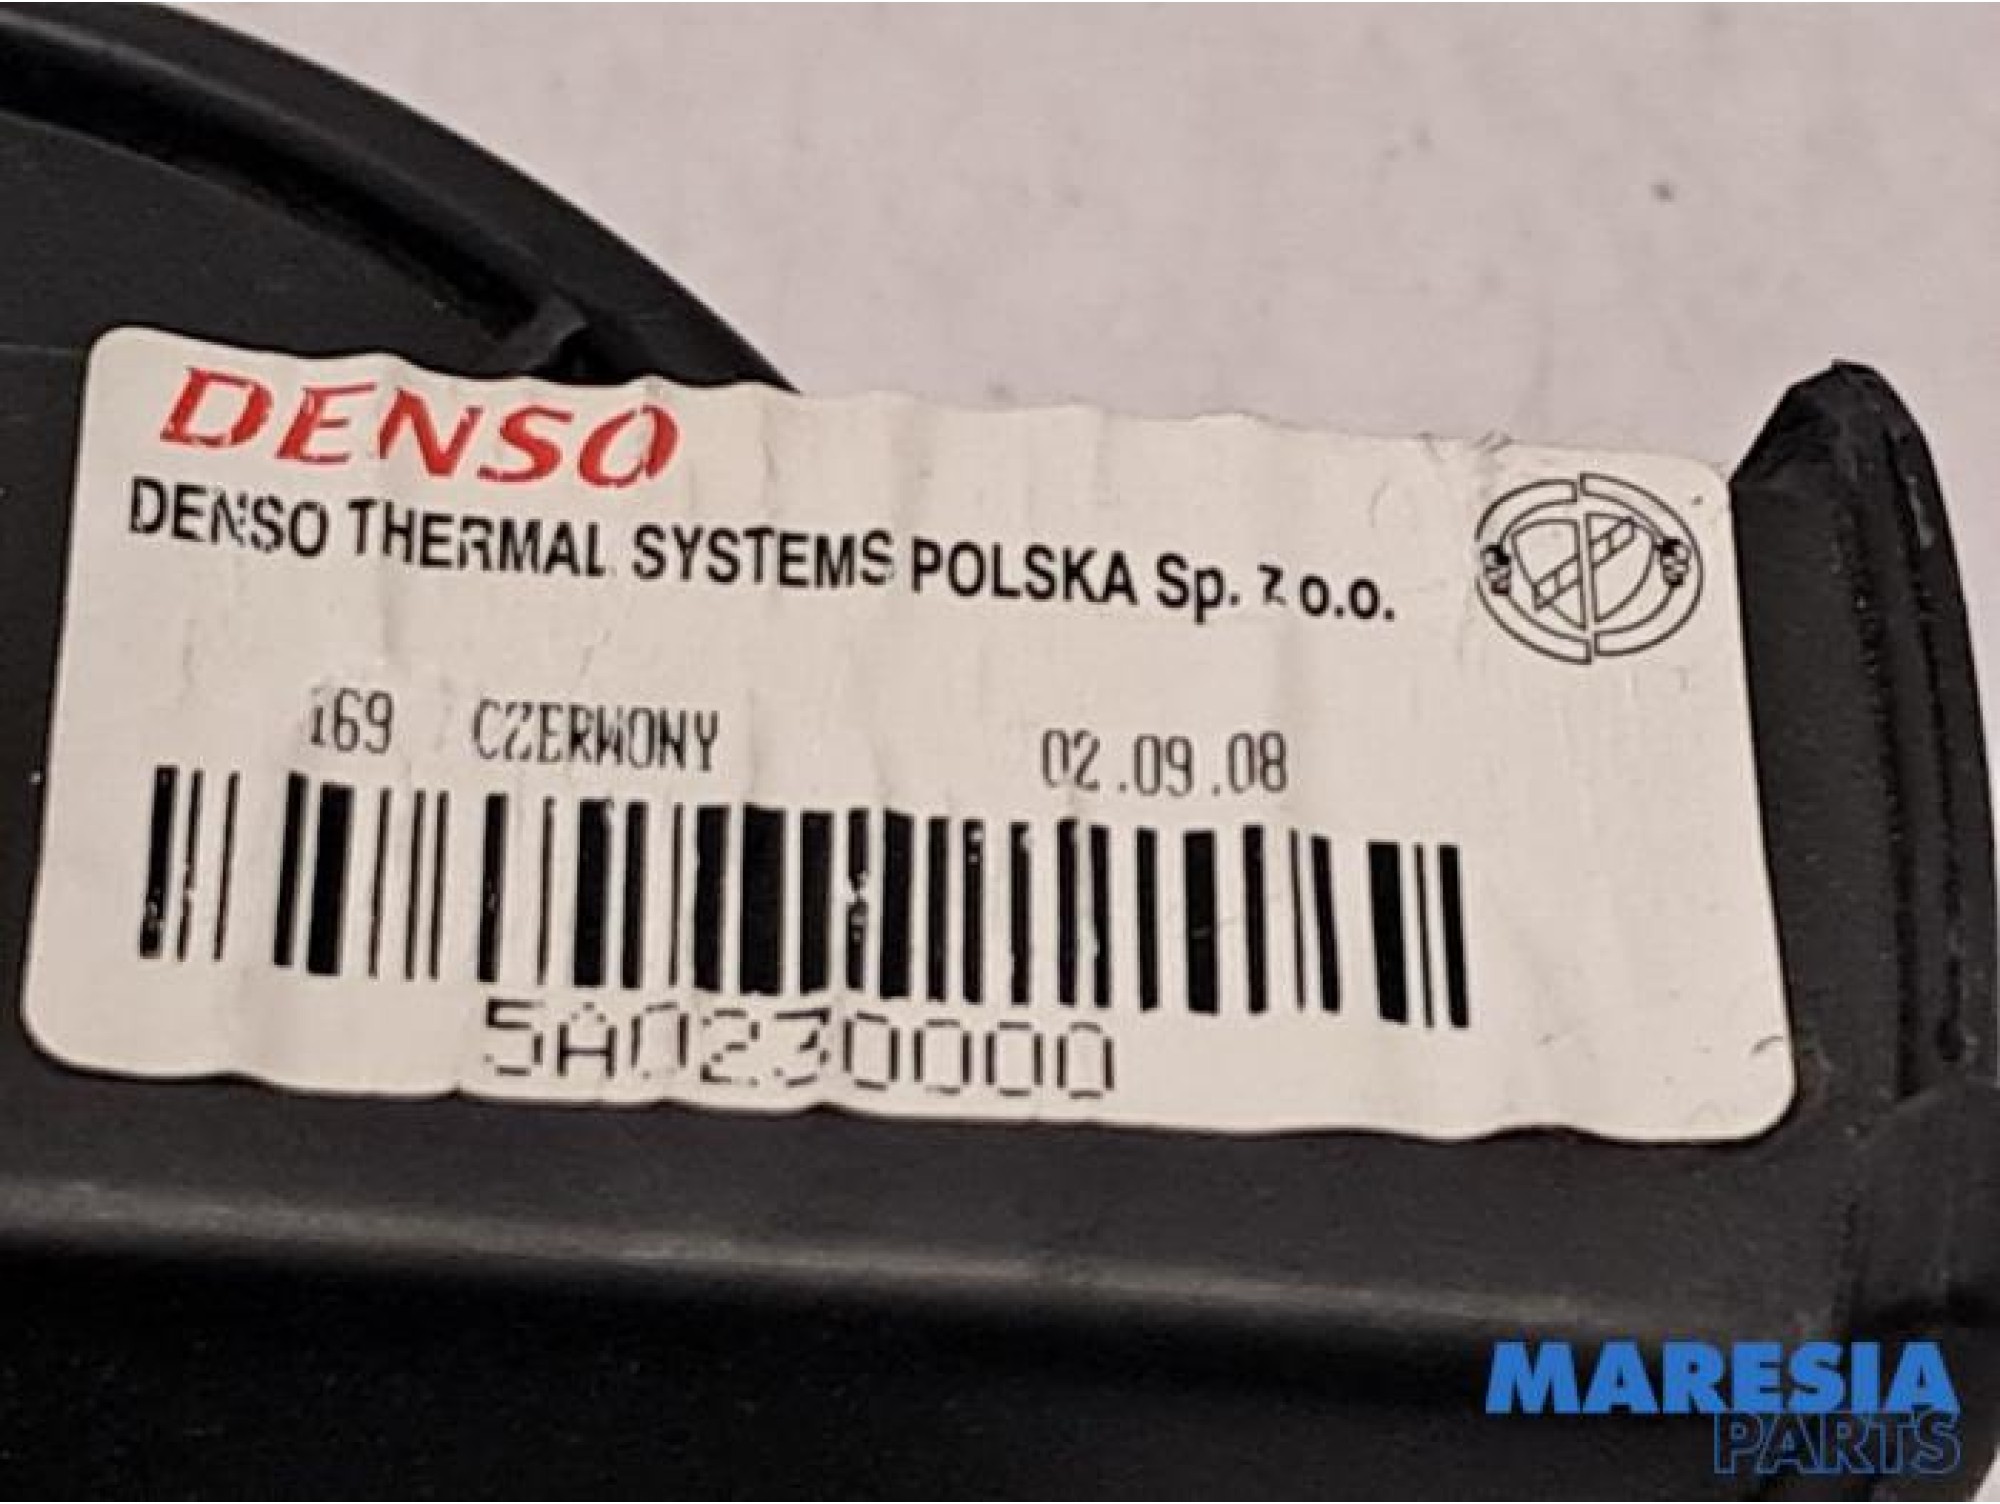 DENSO
DENSO THERMAL SYSTEMS POLSKA Sp. z o.o.
169 CZERWONY 02.09.08
5A0230000
MARESIA
PARTS